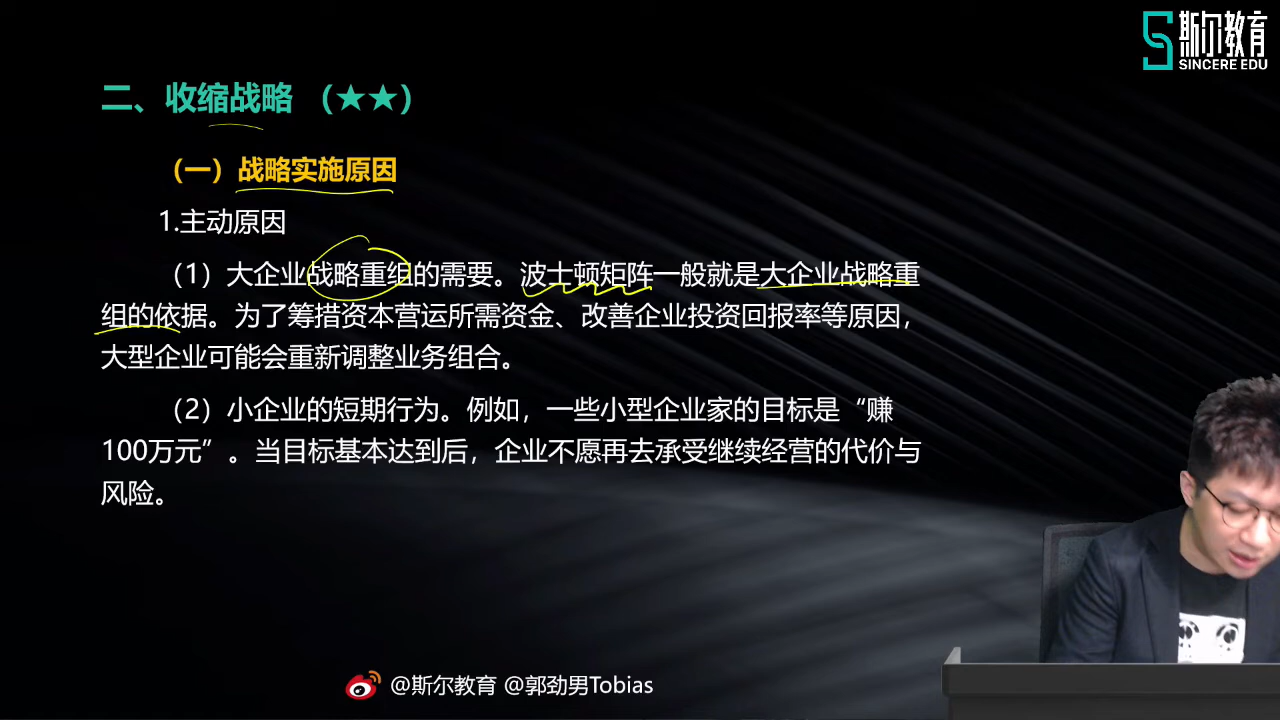 斯尔教育
SINCERE EDU
二、收缩战略 （★★）
（一）战略实施原因
1.主动原因
（1）大企业战略重组的需要。波士顿矩阵一般就是大企业战略重
组的依据。为了筹措资本营运所需资金、改善企业投资回报率等原因，
大型企业可能会重新调整业务组合。
（2）小企业的短期行为。例如，一些小型企业家的目标是“赚
100万元”。当目标基本达到后，企业不愿再去承受继续经营的代价与
风险。
@斯尔教育 @郭劲男Tobias